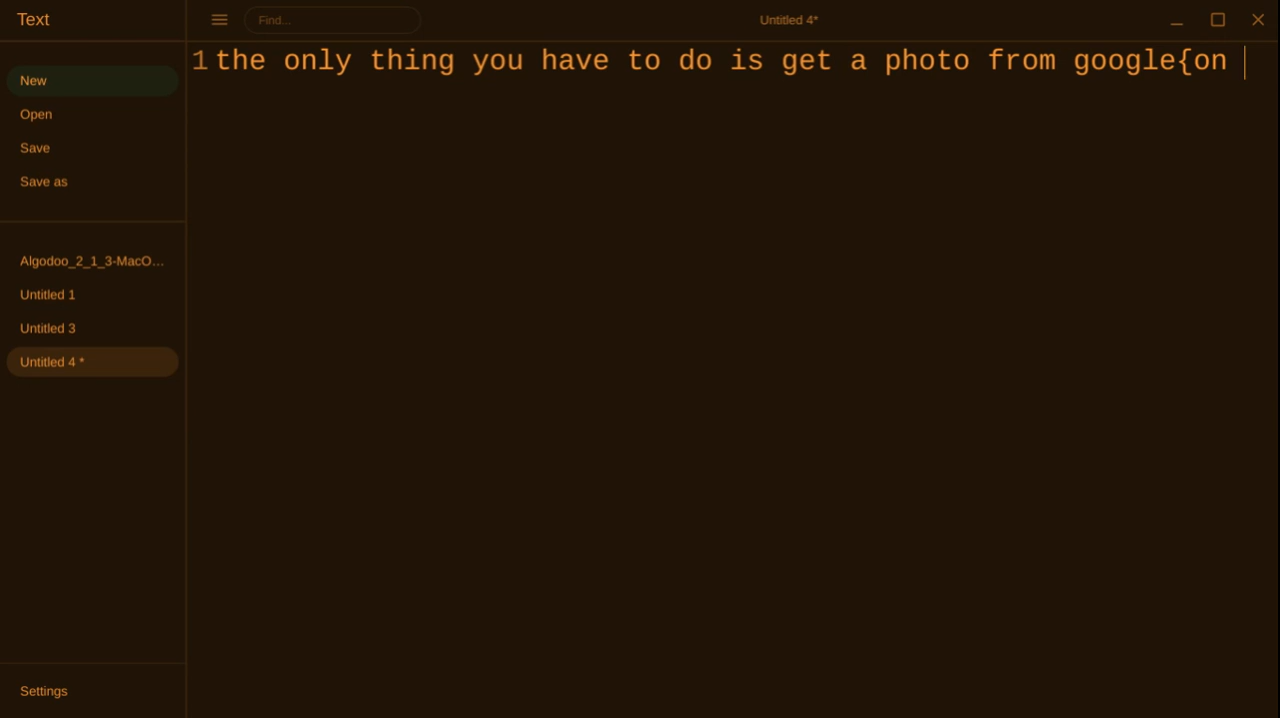 Text
Find...
Untitled 4*
New
Open
Save
Save as
Algodoo_2_1_3-MacO...
Untitled 1
Untitled 3
Untitled 4 *
Settings
1 the only thing you have to do is get a photo from google{on